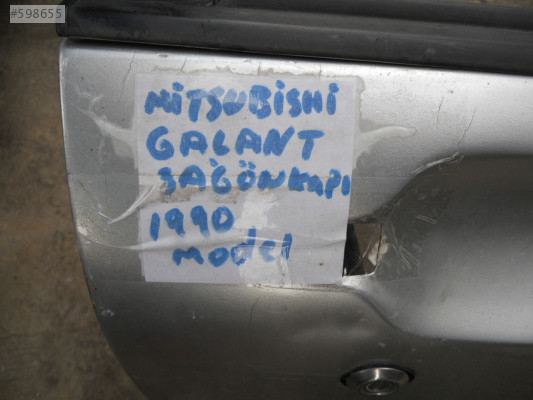 #598655
MITSUBISHI
GALANT
SAĞÖNKAPI
1990
model